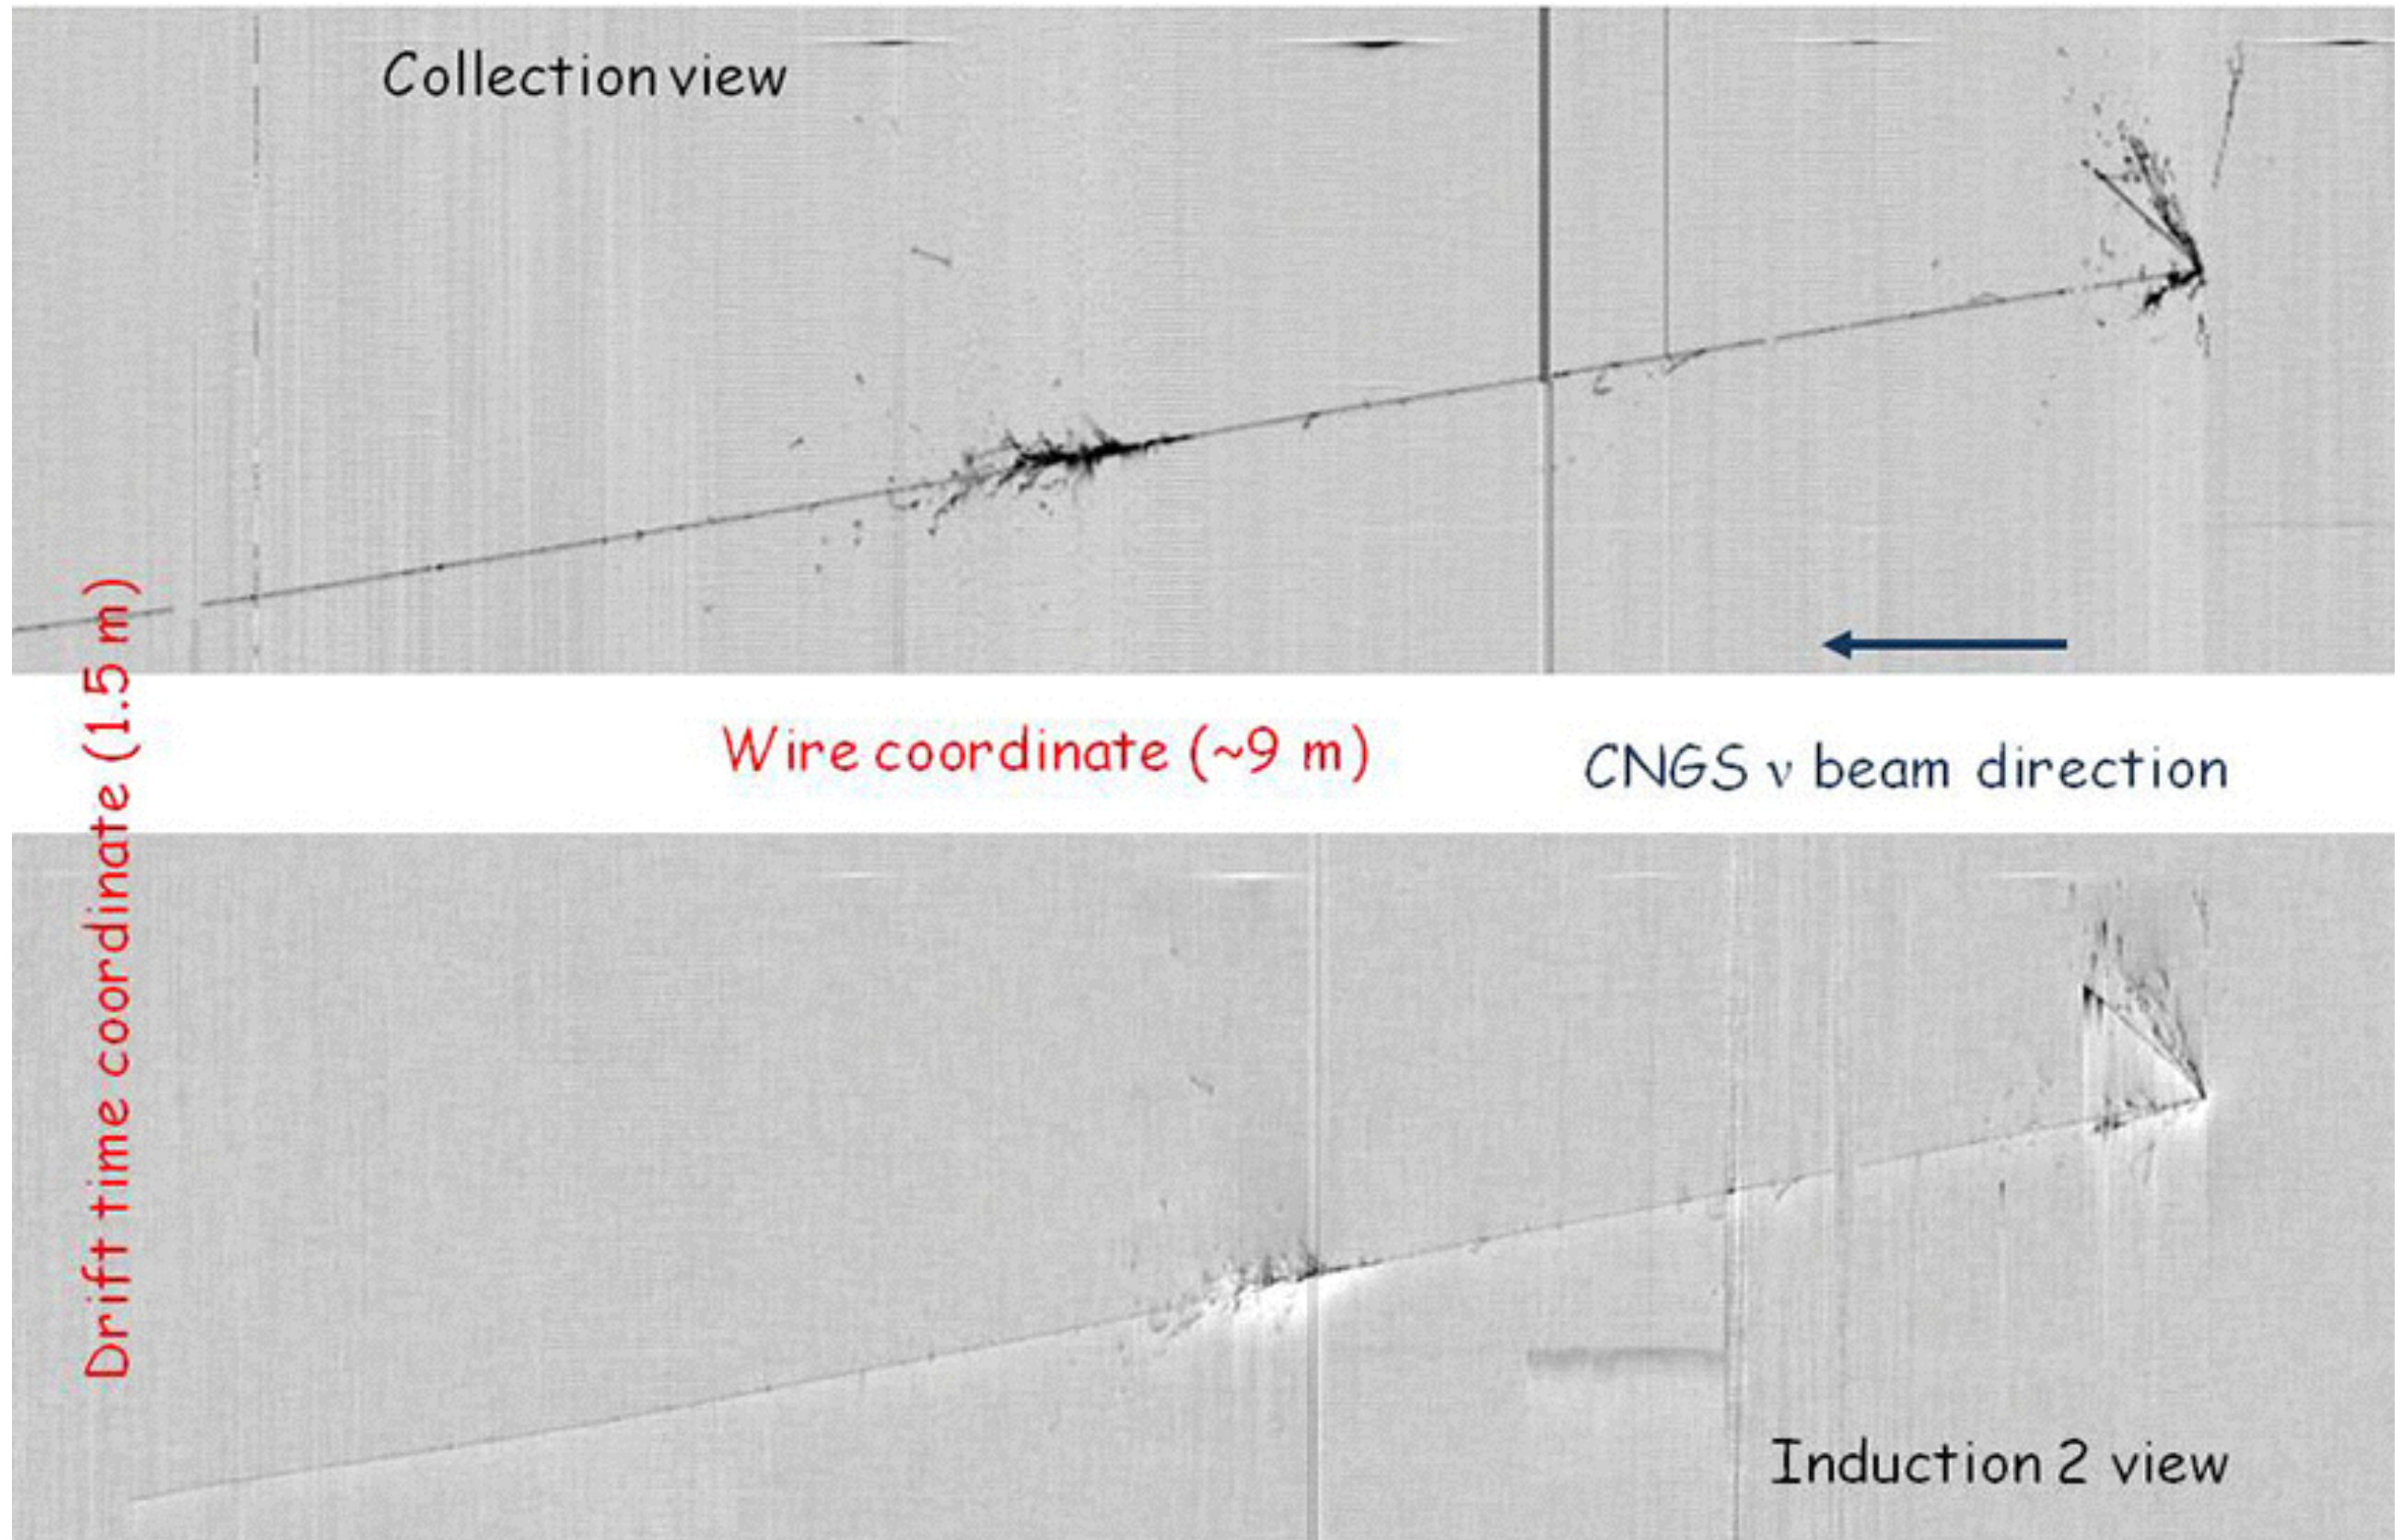 Collection view
Drift time coordinate (1.5 m)
Wire coordinate (~9 m)
CNGS ν beam direction
Induction 2 view